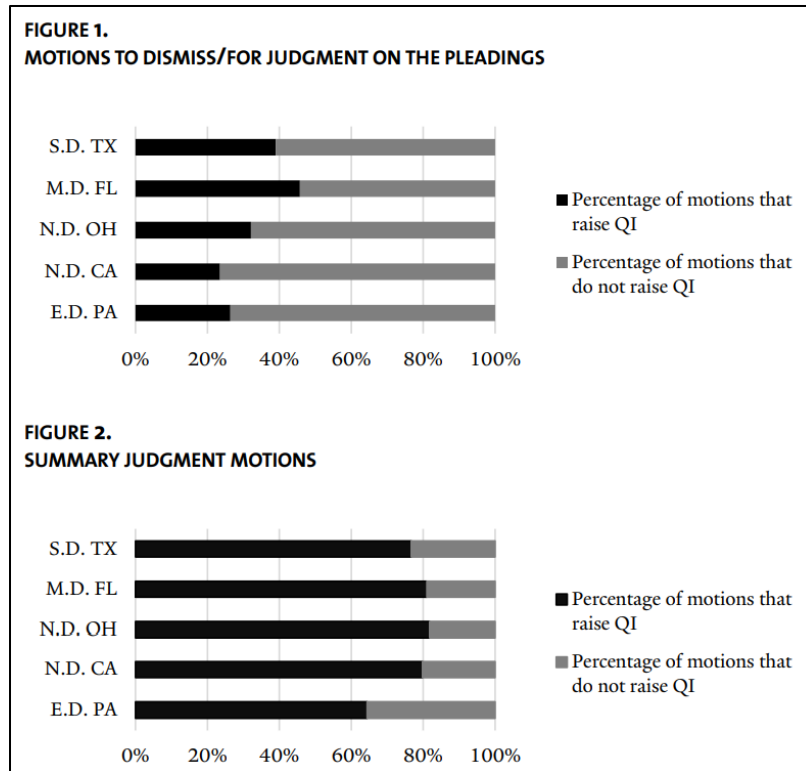 FIGURE 1.
MOTIONS TO DISMISS/FOR JUDGMENT ON THE PLEADINGS
S.D. TX
M.D. FL
N.D. OH
N.D. CA
E.D. PA
0% 20% 40% 60% 80% 100%
Percentage of motions that
raise QI
Percentage of motions that
do not raise QI
FIGURE 2.
SUMMARY JUDGMENT MOTIONS
S.D. TX
M.D. FL
N.D. OH
N.D. CA
E.D. PA
0% 20% 40% 60% 80% 100%
Percentage of motions that
raise QI
Percentage of motions that
do not raise QI